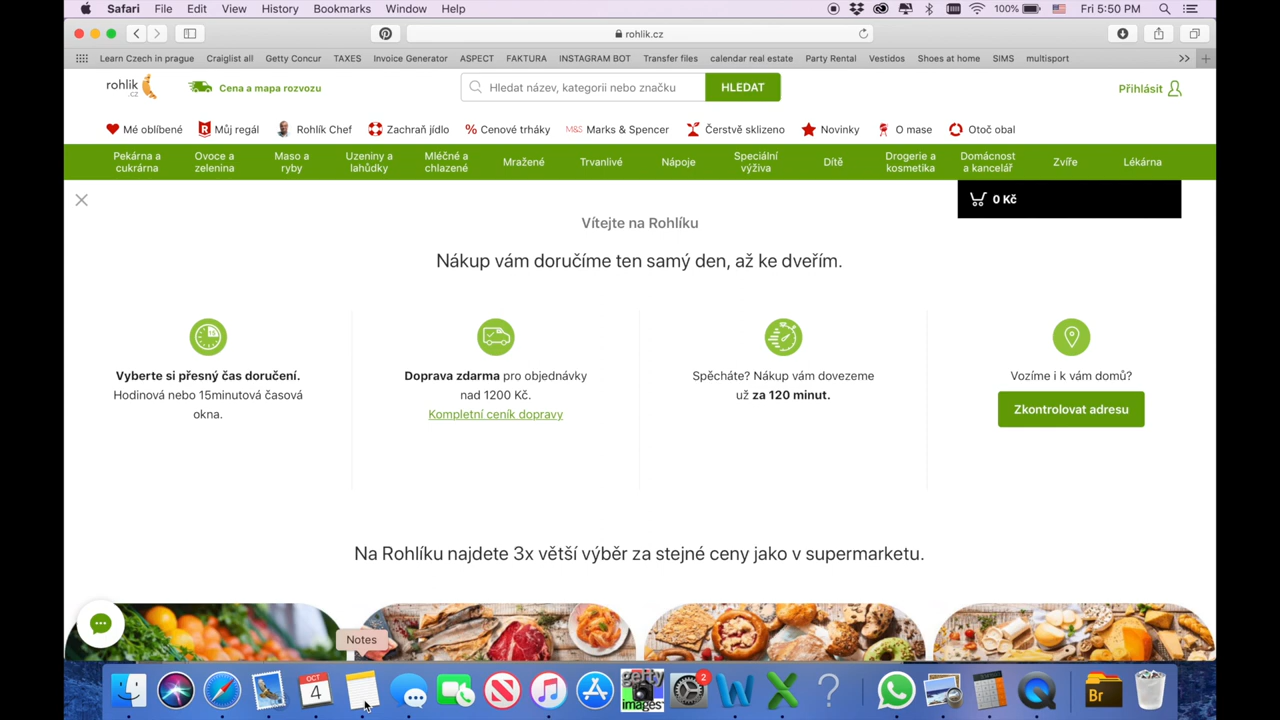 Safari File Edit View History Bookmarks Window Help 100% Fri 5:50 PM
rohlik.cz
Learn Czech in prague Craiglist all Getty Concur TAXES Invoice Generator ASPECT FAKTURA INSTAGRAM BOT Transfer files calendar real estate Party Rental Vestidos Shoes at home SIMS multisport
rohlik
.cz
Cena a mapa rozvozu
Hledat název, kategorii nebo značku
HLEDAT
Přihlásit
Mé oblíbené Můj regál Rohlík Chef Zachraň jídlo % Cenové trháky M&S Marks & Spencer Čerstvě sklizeno Novinky O mase Otoč obal
Pekárna a
cukrárna
Ovoce a
zelenina
Maso a
ryby
Uzeniny a
lahůdky
Mléčné a
chlazené
Mražené
Trvanlivé
Nápoje
Speciální
výživa
Dítě
Drogerie a
kosmetika
Domácnost
a kancelář
Zvíře
Lékárna
0 Kč
Vítejte na Rohlíku
Nákup vám doručíme ten samý den, až ke dveřím.
Vyberte si přesný čas doručení.
Hodinová nebo 15minutová časová
okna.
Doprava zdarma pro objednávky
nad 1200 Kč.
Kompletní ceník dopravy
Spěcháte? Nákup vám dovezeme
už za 120 minut.
Vozíme i k vám domů?
Zkontrolovat adresu
Na Rohlíku najdete 3x větší výběr za stejné ceny jako v supermarketu.
Notes
OCT
4
getty
images
2
Br